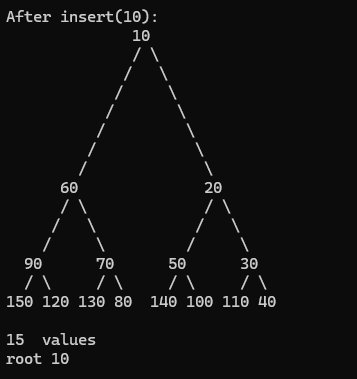 After insert(10):
10
/ \
/ \
/ \
/ \
/ \
/ \
/ \
60 20
/ \ / \
/ \ / \
/ \ / \
90 70 50 30
/ \ / \ / \ / \
150 120 130 80 140 100 110 40
15 values
root 10